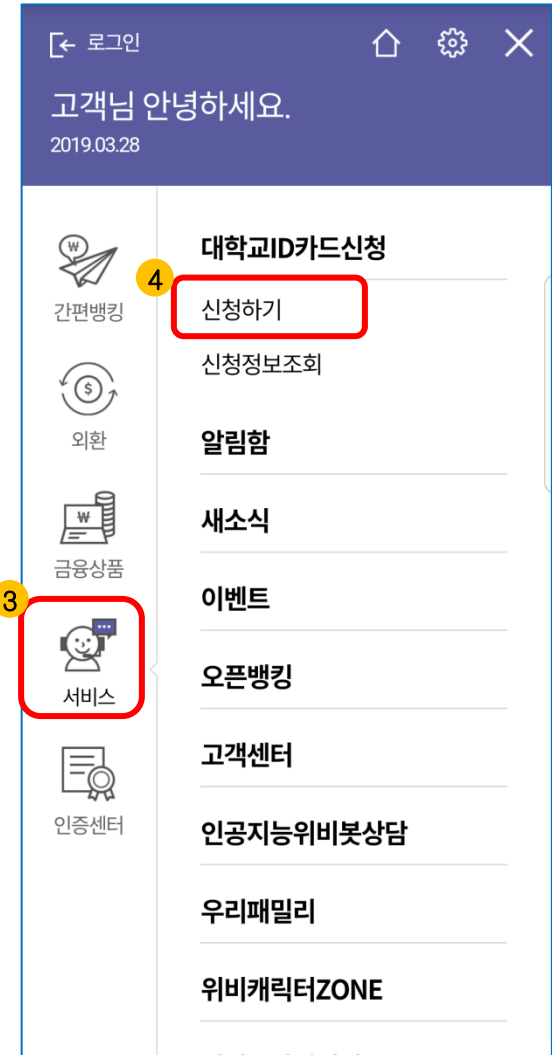 로그인
고객님 안녕하세요.
2019.03.28
간편뱅킹
외환
금융상품
3
서비스
인증센터
대학교ID카드신청
4
신청하기
신청정보조회
알림함
새소식
이벤트
오픈뱅킹
고객센터
인공지능위비봇상담
우리패밀리
위비캐릭터ZONE